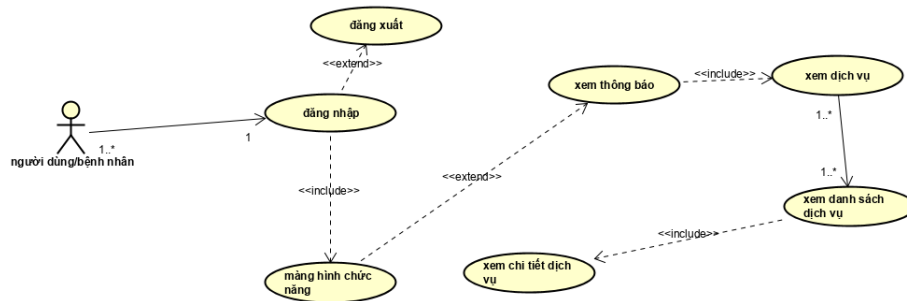 đăng xuất
<<extend>>
xem thông báo
<<include>>
xem dịch vụ
đăng nhập
1..*
1
1..*
người dùng/bệnh nhân
<<include>>
<<extend>>
1..*
xem danh sách
dịch vụ
<<include>>
xem chi tiết dịch
vụ
màng hình chức
năng